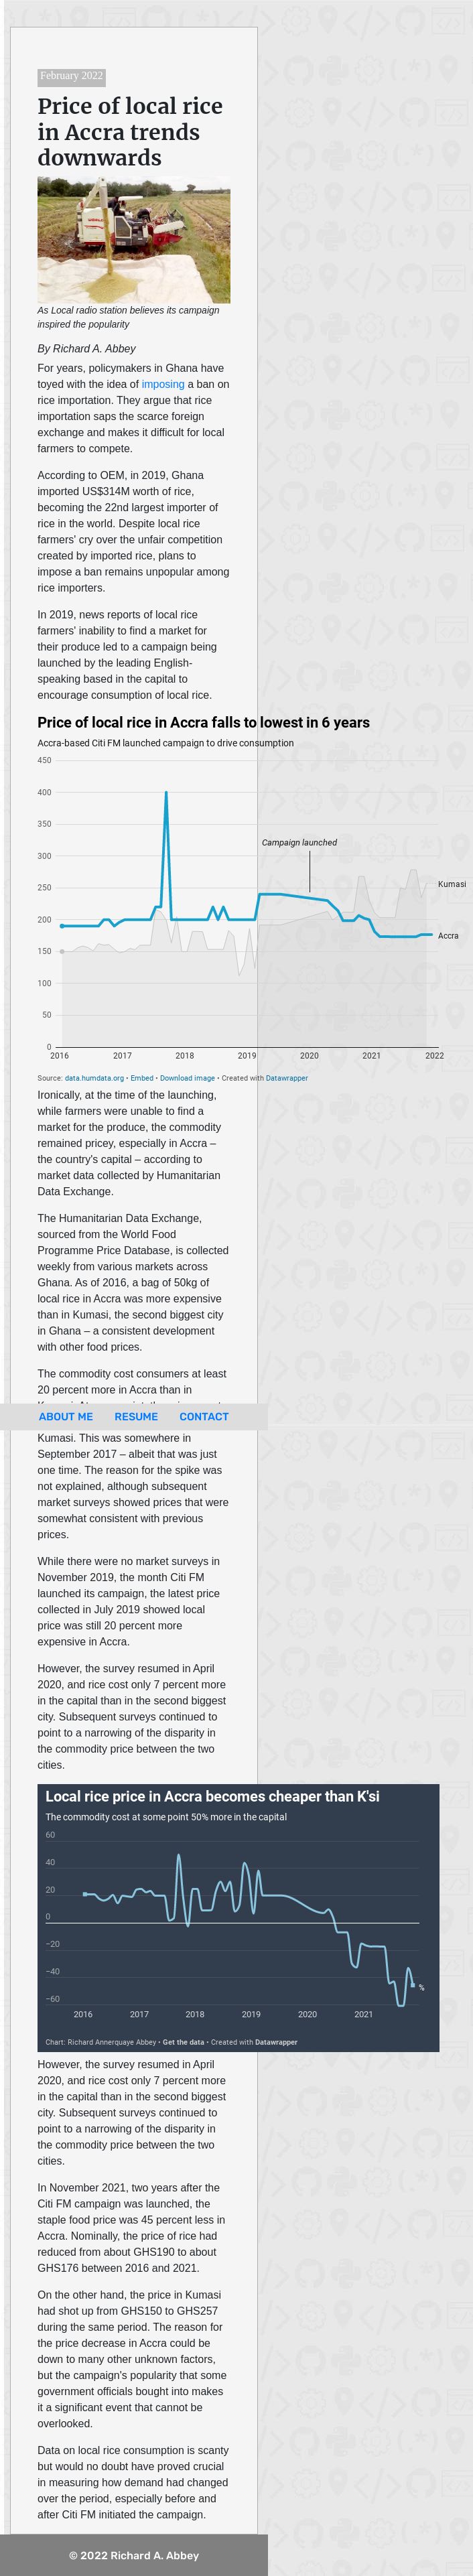 February 2022
Price of local rice
in Accra trends
downwards
As Local radio station believes its campaign
inspired the popularity
By Richard A. Abbey
For years, policymakers in Ghana have
toyed with the idea of imposing a ban on
rice importation. They argue that rice
importation saps the scarce foreign
exchange and makes it difficult for local
farmers to compete.
According to OEM, in 2019, Ghana
imported US$314M worth of rice,
becoming the 22nd largest importer of
rice in the world. Despite local rice
farmers' cry over the unfair competition
created by imported rice, plans to
impose a ban remains unpopular among
rice importers.
In 2019, news reports of local rice
farmers' inability to find a market for
their produce led to a campaign being
launched by the leading English-
speaking based in the capital to
encourage consumption of local rice.
Price of local rice in Accra falls to lowest in 6 years
Accra-based Citi FM launched campaign to drive consumption
450
400
350
300
250
200
150
100
50
0
Campaign launched
Kumasi
Accra
2016 2017 2018 2019 2020 2021 2022
Source: data.humdata.org • Embed • Download image • Created with Datawrapper
Ironically, at the time of the launching,
while farmers were unable to find a
market for the produce, the commodity
remained pricey, especially in Accra –
the country's capital – according to
market data collected by Humanitarian
Data Exchange.
The Humanitarian Data Exchange,
sourced from the World Food
Programme Price Database, is collected
weekly from various markets across
Ghana. As of 2016, a bag of 50kg of
local rice in Accra was more expensive
than in Kumasi, the second biggest city
in Ghana – a consistent development
with other food prices.
The commodity cost consumers at least
20 percent more in Accra than in
ABOUT ME RESUME CONTACT
Kumasi. This was somewhere in
September 2017 – albeit that was just
one time. The reason for the spike was
not explained, although subsequent
market surveys showed prices that were
somewhat consistent with previous
prices.
While there were no market surveys in
November 2019, the month Citi FM
launched its campaign, the latest price
collected in July 2019 showed local
price was still 20 percent more
expensive in Accra.
However, the survey resumed in April
2020, and rice cost only 7 percent more
in the capital than in the second biggest
city. Subsequent surveys continued to
point to a narrowing of the disparity in
the commodity price between the two
cities.
Local rice price in Accra becomes cheaper than K'si
The commodity cost at some point 50% more in the capital
60
40
20
0
−20
−40
−60
%
2016 2017 2018 2019 2020 2021
Chart: Richard Annerquaye Abbey • Get the data • Created with Datawrapper
However, the survey resumed in April
2020, and rice cost only 7 percent more
in the capital than in the second biggest
city. Subsequent surveys continued to
point to a narrowing of the disparity in
the commodity price between the two
cities.
In November 2021, two years after the
Citi FM campaign was launched, the
staple food price was 45 percent less in
Accra. Nominally, the price of rice had
reduced from about GHS190 to about
GHS176 between 2016 and 2021.
On the other hand, the price in Kumasi
had shot up from GHS150 to GHS257
during the same period. The reason for
the price decrease in Accra could be
down to many other unknown factors,
but the campaign's popularity that some
government officials bought into makes
it a significant event that cannot be
overlooked.
Data on local rice consumption is scanty
but would no doubt have proved crucial
in measuring how demand had changed
over the period, especially before and
after Citi FM initiated the campaign.
© 2022 Richard A. Abbey